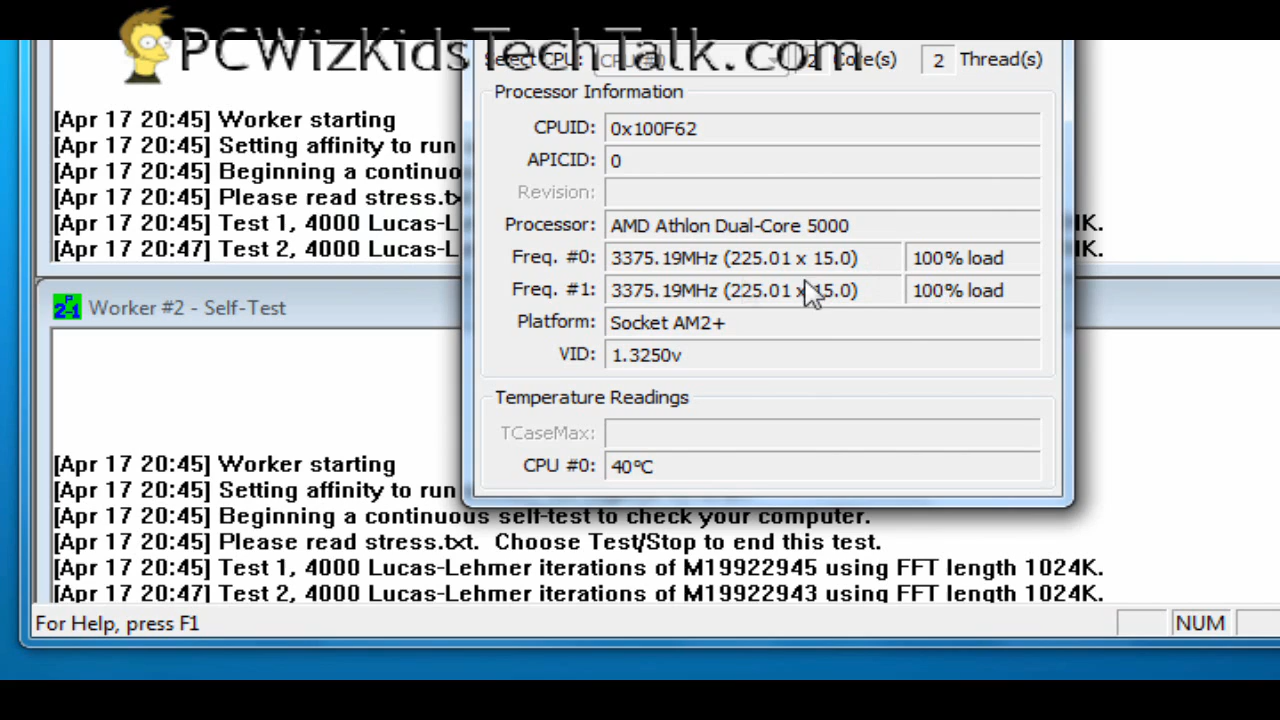 PCWizKidsTechTalk.com
Select CPU: CPU #0 2 Core(s) 2 Thread(s)
Processor Information
CPUID: 0x100F62
APICID: 0
Revision:
Processor: AMD Athlon Dual-Core 5000
Freq. #0: 3375.19MHz (225.01 x 15.0) 100% load
Freq. #1: 3375.19MHz (225.01 x 15.0) 100% load
Platform: Socket AM2+
VID: 1.3250v
Temperature Readings
TCaseMax:
CPU #0: 40°C
[Apr 17 20:45] Worker starting
[Apr 17 20:45] Setting affinity to run
[Apr 17 20:45] Beginning a continuo
[Apr 17 20:45] Please read stress.tx
[Apr 17 20:45] Test 1, 4000 Lucas-L K.
[Apr 17 20:47] Test 2, 4000 Lucas-L K.
Worker #2 - Self-Test
[Apr 17 20:45] Worker starting
[Apr 17 20:45] Setting affinity to run
[Apr 17 20:45] Beginning a continuous self-test to check your computer.
[Apr 17 20:45] Please read stress.txt. Choose Test/Stop to end this test.
[Apr 17 20:45] Test 1, 4000 Lucas-Lehmer iterations of M19922945 using FFT length 1024K.
[Apr 17 20:47] Test 2, 4000 Lucas-Lehmer iterations of M19922943 using FFT length 1024K.
For Help, press F1
NUM